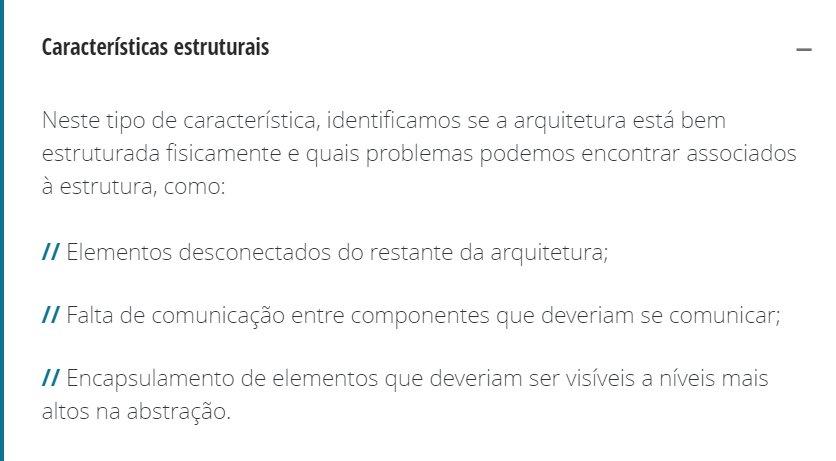 Características estruturais
Neste tipo de característica, identificamos se a arquitetura está bem
estruturada fisicamente e quais problemas podemos encontrar associados
à estrutura, como:
// Elementos desconectados do restante da arquitetura;
// Falta de comunicação entre componentes que deveriam se comunicar;
// Encapsulamento de elementos que deveriam ser visíveis a níveis mais
altos na abstração.